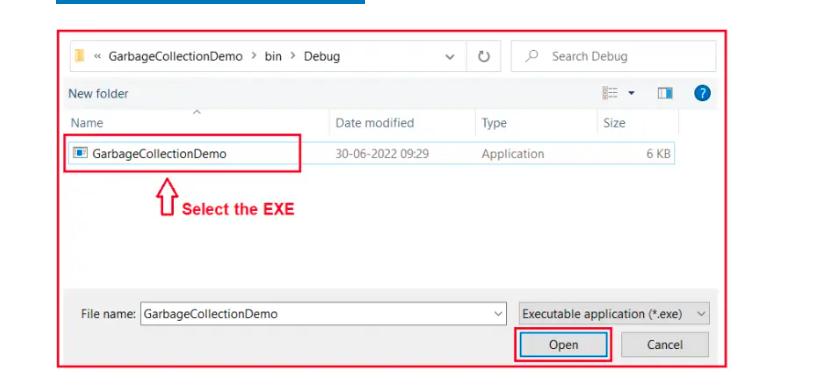 « GarbageCollectionDemo > bin > Debug
Search Debug
New folder
?
Name Date modified Type Size
GarbageCollectionDemo 30-06-2022 09:29 Application 6 KB
Select the EXE
File name: GarbageCollectionDemo Executable application (*.exe)
Open Cancel